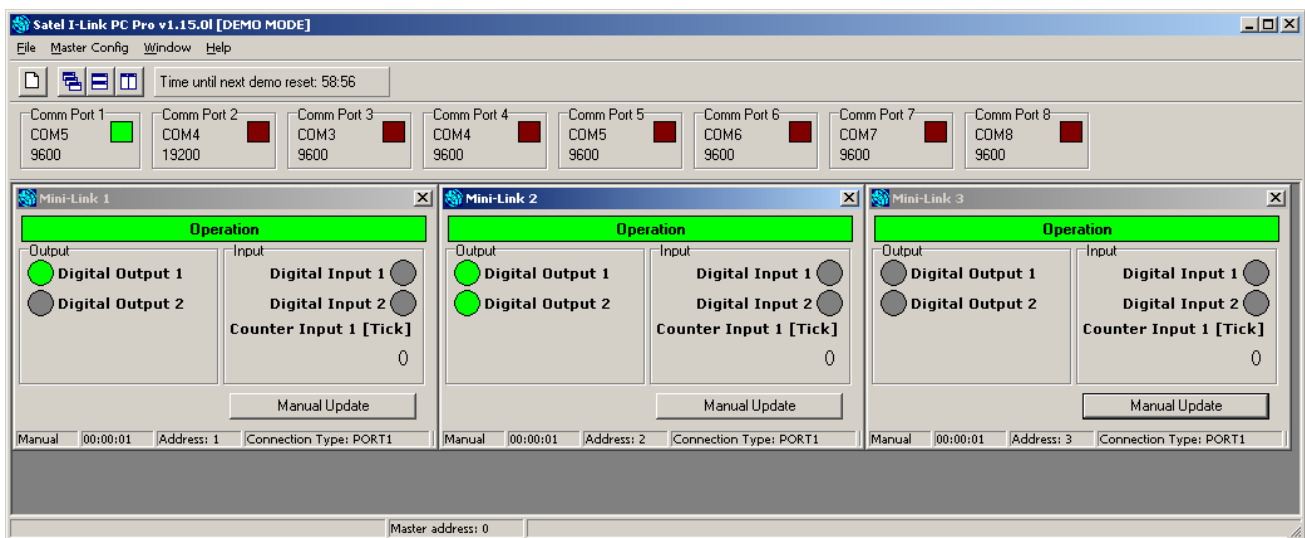 Satel I-Link PC Pro v1.15.0l [DEMO MODE]
File Master Config Window Help
Time until next demo reset: 58:56
Comm Port 1 Comm Port 2 Comm Port 3 Comm Port 4 Comm Port 5 Comm Port 6 Comm Port 7 Comm Port 8
COM5 COM4 COM3 COM4 COM5 COM6 COM7 COM8
9600 19200 9600 9600 9600 9600 9600 9600
Mini-Link 1
Operation
Output Input
Digital Output 1 Digital Input 1
Digital Output 2 Digital Input 2
Counter Input 1 [Tick]
0
Manual Update
Manual 00:00:01 Address: 1 Connection Type: PORT1
Mini-Link 2
Operation
Output Input
Digital Output 1 Digital Input 1
Digital Output 2 Digital Input 2
Counter Input 1 [Tick]
0
Manual Update
Manual 00:00:01 Address: 2 Connection Type: PORT1
Mini-Link 3
Operation
Output Input
Digital Output 1 Digital Input 1
Digital Output 2 Digital Input 2
Counter Input 1 [Tick]
0
Manual Update
Manual 00:00:01 Address: 3 Connection Type: PORT1
Master address: 0